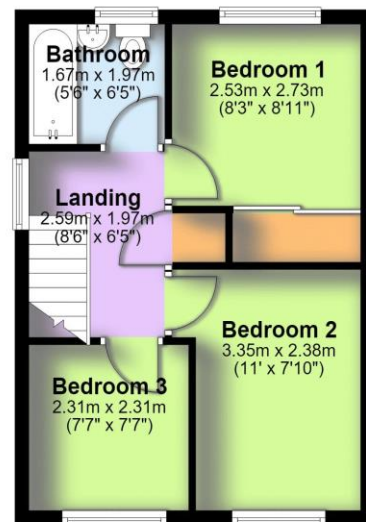 Bathroom
1.67m x 1.97m
(5'6" x 6'5")
Bedroom 1
2.53m x 2.73m
(8'3" x 8'11")
Landing
2.59m x 1.97m
(8'6" x 6'5")
Bedroom 2
3.35m x 2.38m
(11' x 7'10")
Bedroom 3
2.31m x 2.31m
(7'7" x 7'7")